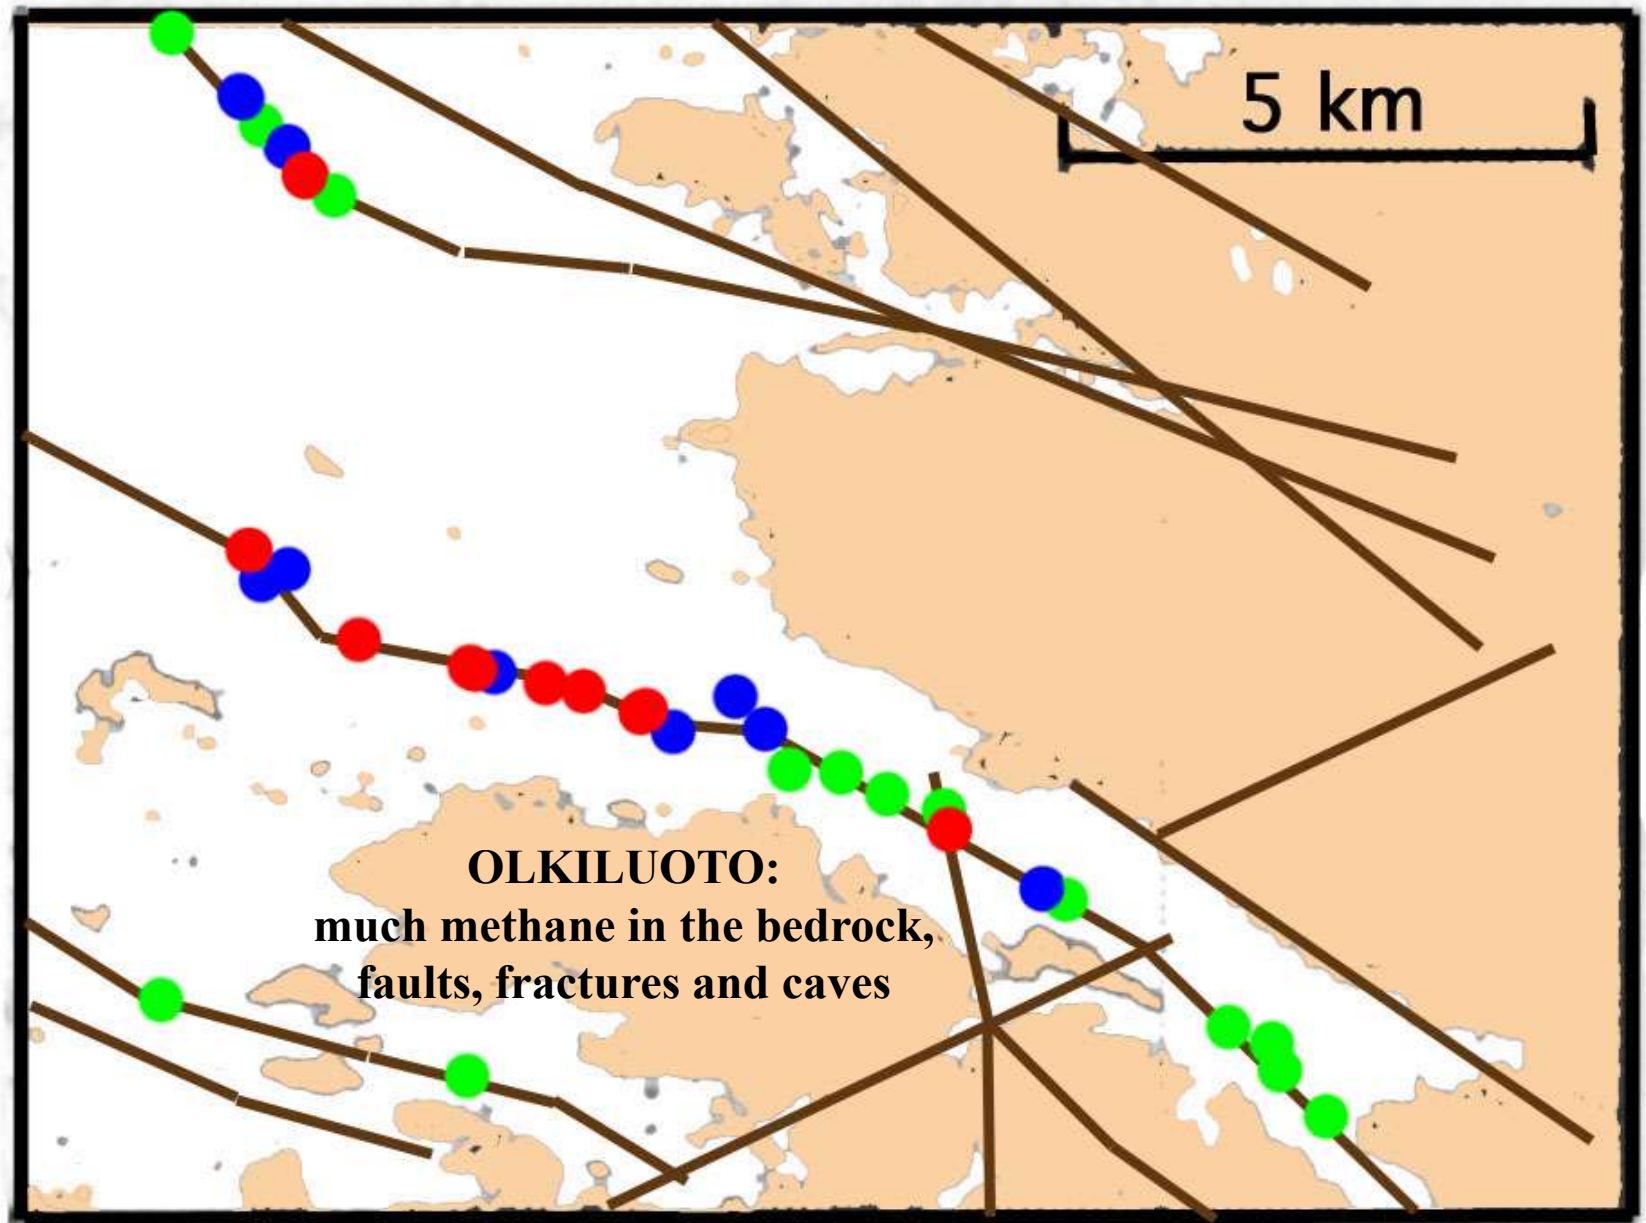 5 km
OLKILUOTO:
much methane in the bedrock,
faults, fractures and caves